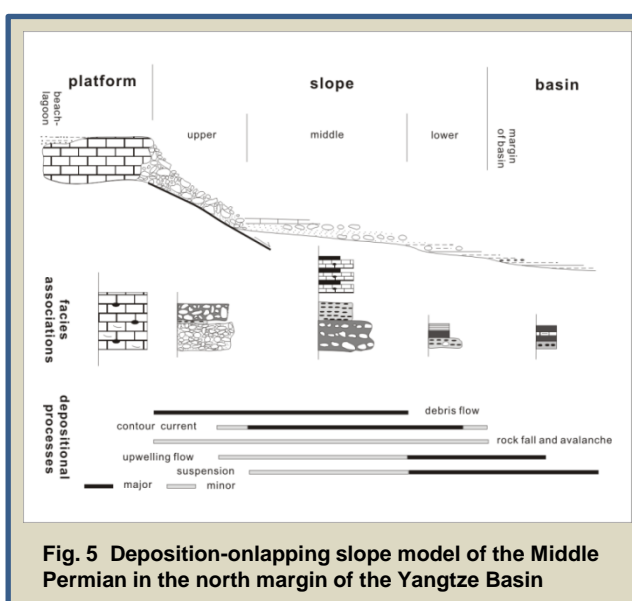 platform
slope
basin
beach-
lagoon
upper
middle
lower
margin
of basin
facies
associations
depositional
processes
debris flow
contour current
rock fall and avalanche
upwelling flow
suspension
major
minor
Fig. 5 Deposition-onlapping slope model of the Middle
Permian in the north margin of the Yangtze Basin